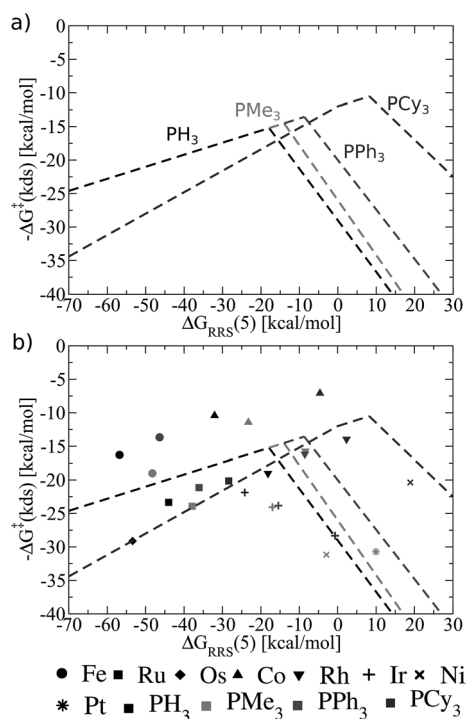 a)
0
-5
-10
-15
-20
-25
-30
-35
-40
-ΔG‡(kds) [kcal/mol]
PH3
PMe3
PPh3
PCy3
-70 -60 -50 -40 -30 -20 -10 0 10 20 30
ΔGRRS(5) [kcal/mol]
b)
0
-5
-10
-15
-20
-25
-30
-35
-40
-ΔG‡(kds) [kcal/mol]
-70 -60 -50 -40 -30 -20 -10 0 10 20 30
ΔGRRS(5) [kcal/mol]
Fe Ru Os Co Rh Ir Ni
Pt PH3 PMe3 PPh3 PCy3